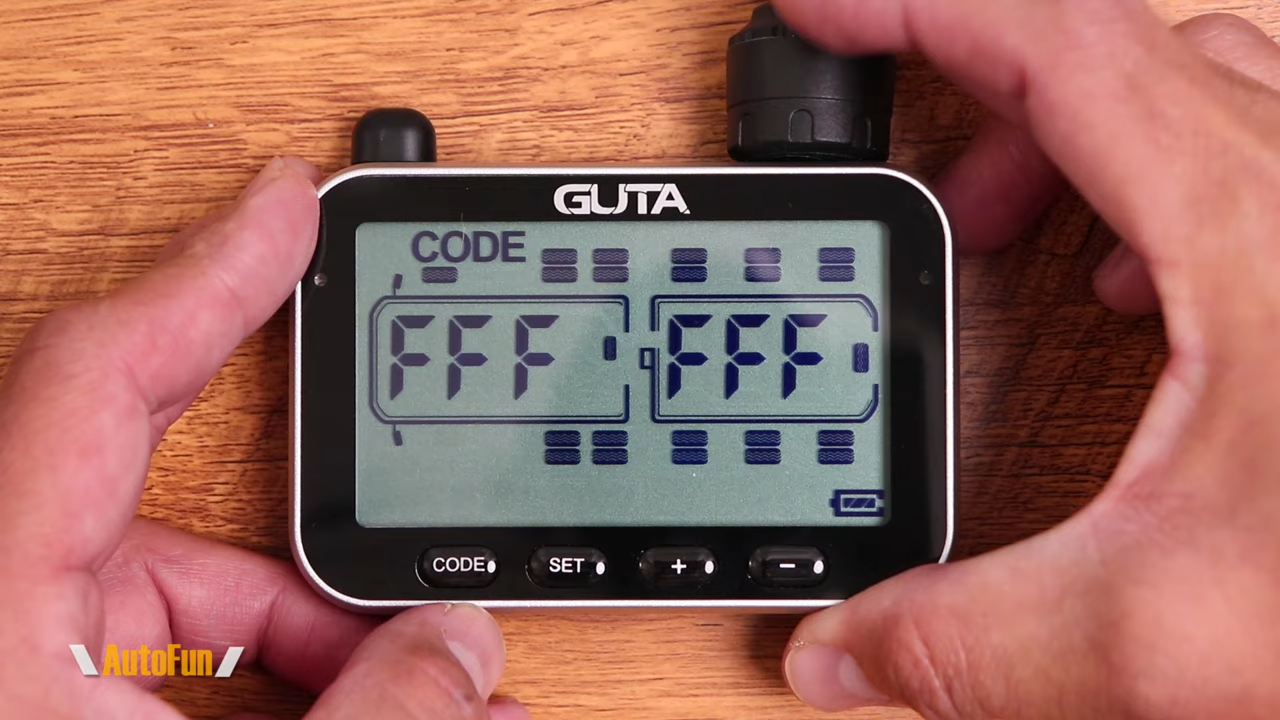 GUTA
CODE
FFF FFF
CODE SET + −
AutoFun